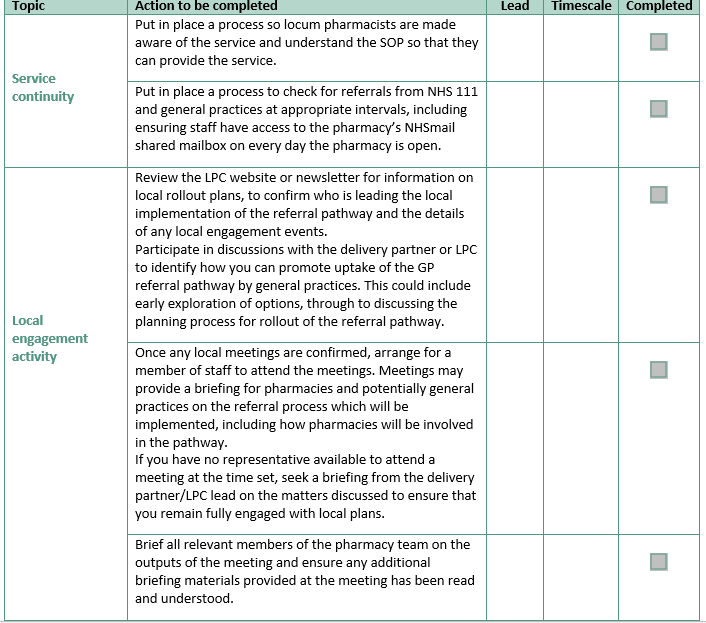 Topic
Action to be completed
Lead
Timescale
Completed
Service
continuity
Put in place a process so locum pharmacists are made
aware of the service and understand the SOP so that they
can provide the service.
Put in place a process to check for referrals from NHS 111
and general practices at appropriate intervals, including
ensuring staff have access to the pharmacy's NHSmail
shared mailbox on every day the pharmacy is open.
Local
engagement
activity
Review the LPC website or newsletter for information on
local rollout plans, to confirm who is leading the local
implementation of the referral pathway and the details
of any local engagement events.
Participate in discussions with the delivery partner or LPC
to identify how you can promote uptake of the GP
referral pathway by general practices. This could include
early exploration of options, through to discussing the
planning process for rollout of the referral pathway.
Once any local meetings are confirmed, arrange for a
member of staff to attend the meetings. Meetings may
provide a briefing for pharmacies and potentially general
practices on the referral process which will be
implemented, including how pharmacies will be involved
in the pathway.
If you have no representative available to attend a
meeting at the time set, seek a briefing from the delivery
partner/LPC lead on the matters discussed to ensure that
you remain fully engaged with local plans.
Brief all relevant members of the pharmacy team on the
outputs of the meeting and ensure any additional
briefing materials provided at the meeting has been read
and understood.